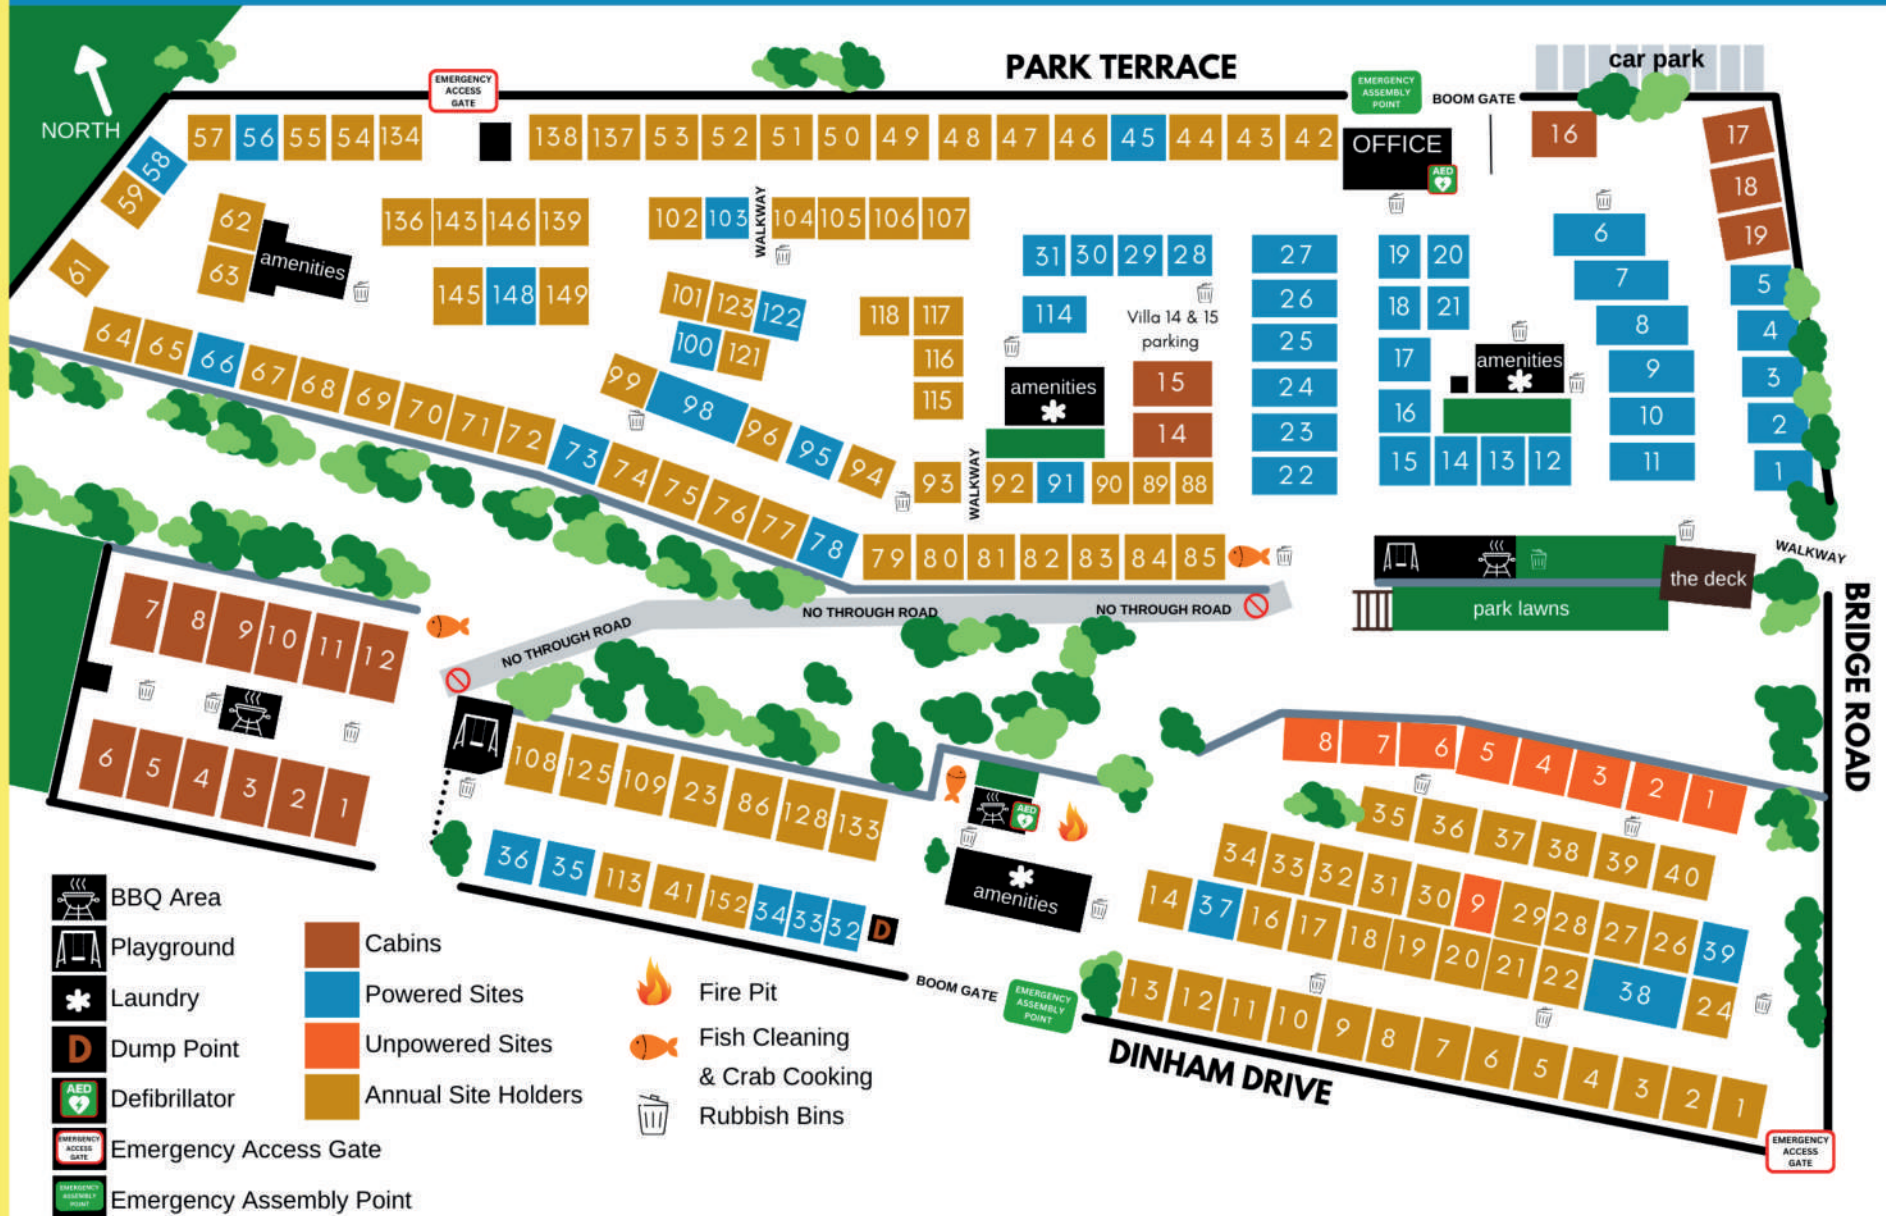 PARK TERRACE
car park
EMERGENCY
ACCESS
GATE
EMERGENCY
ASSEMBLY
POINT
BOOM GATE
NORTH
57 56 55 54 134
138 137 53 52 51 50 49 48 47 46 45 44 43 42
OFFICE
AED
16
17
18
19
58
59
61
62
63
amenities
136 143 146 139
145 148 149
102 103
WALKWAY
104 105 106 107
101 123 122
100 121
118 117
116
115
31 30 29 28
114
Villa 14 & 15
parking
amenities
15
14
27
26
25
24
23
22
19 20
18 21
17
16
15 14 13 12
amenities
6
7
8
9
10
11
5
4
3
2
1
64 65 66 67 68 69 70 71 72 73 74 75 76 77 78
99 98 96 95 94
93
WALKWAY
92 91 90 89 88
79 80 81 82 83 84 85
the deck
park lawns
WALKWAY
BRIDGE ROAD
NO THROUGH ROAD
NO THROUGH ROAD
NO THROUGH ROAD
7 8 9 10 11 12
6 5 4 3 2 1
108 125 109 23 86 128 133
36 35 113 41 152 34 33 32
D
AED
amenities
8 7 6 5 4 3 2 1
35 36 37 38 39 40
34 33 32 31 30 9 29 28 27 26 39
14 37 16 17 18 19 20 21 22 38 24
13 12 11 10 9 8 7 6 5 4 3 2 1
BOOM GATE
EMERGENCY
ASSEMBLY
POINT
DINHAM DRIVE
EMERGENCY
ACCESS
GATE
BBQ Area
Playground
Laundry
D
Dump Point
AED
Defibrillator
EMERGENCY
ACCESS
GATE
Emergency Access Gate
EMERGENCY
ASSEMBLY
POINT
Emergency Assembly Point
Cabins
Powered Sites
Unpowered Sites
Annual Site Holders
Fire Pit
Fish Cleaning
& Crab Cooking
Rubbish Bins